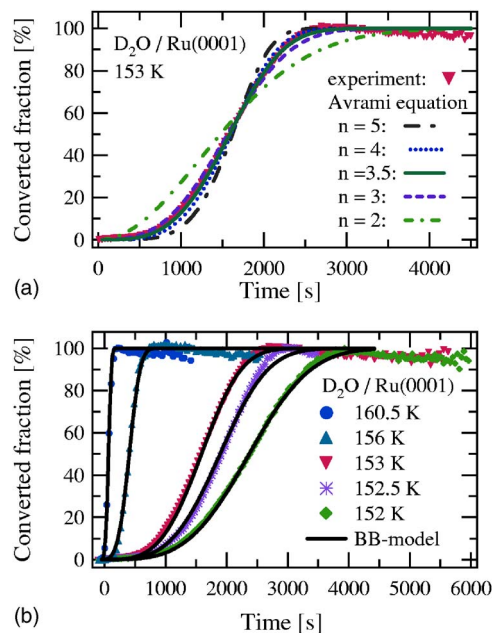 Converted fraction [%]
100
80
60
40
20
0
D₂O / Ru(0001)
153 K
experiment:
Avrami equation
n = 5:
n = 4:
n =3.5:
n = 3:
n = 2:
0 1000 2000 3000 4000
(a)
Time [s]
Converted fraction [%]
100
80
60
40
20
0
D₂O / Ru(0001)
160.5 K
156 K
153 K
152.5 K
152 K
BB-model
0 1000 2000 3000 4000 5000 6000
(b)
Time [s]